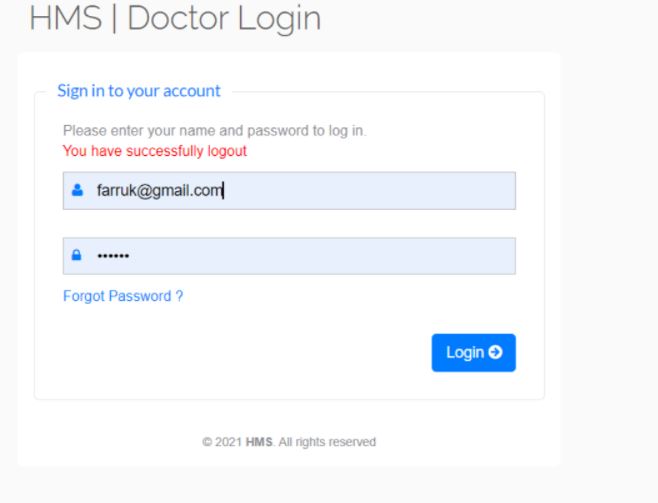 HMS | Doctor Login
Sign in to your account
Please enter your name and password to log in.
You have successfully logout
farruk@gmail.com
••••••
Forgot Password ?
Login
© 2021 HMS. All rights reserved